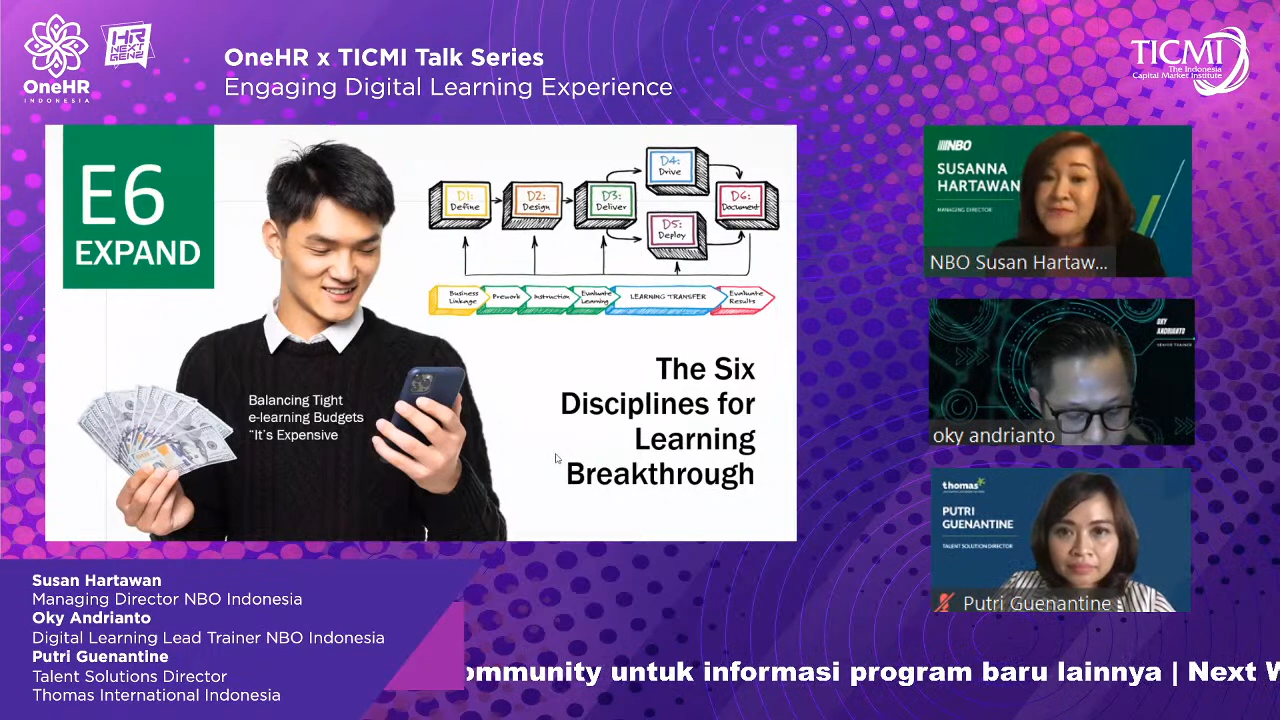 OneHR
INDONESIA
HR
NEXT
GEN
OneHR x TICMI Talk Series
Engaging Digital Learning Experience
TICMI
The Indonesia
Capital Market Institute
E6
EXPAND
D1:
Define
D2:
Design
D3:
Deliver
D4:
Drive
D5:
Deploy
D6:
Document
Business
Linkage
Prework
Instruction
Evaluate
Learning
LEARNING TRANSFER
Evaluate
Results
Balancing Tight
e-learning Budgets
“It’s Expensive
The Six
Disciplines for
Learning
Breakthrough
NBO
SUSANNA
HARTAWAN
MANAGING DIRECTOR
NBO Susan Hartaw...
OKY
ANDRIANTO
SENIOR TRAINER
oky andrianto
thomas
PUTRI
GUENANTINE
TALENT SOLUTION DIRECTOR
Putri Guenantine
Susan Hartawan
Managing Director NBO Indonesia
Oky Andrianto
Digital Learning Lead Trainer NBO Indonesia
Putri Guenantine
Talent Solutions Director
Thomas International Indonesia
ommunity untuk informasi program baru lainnya | Next W